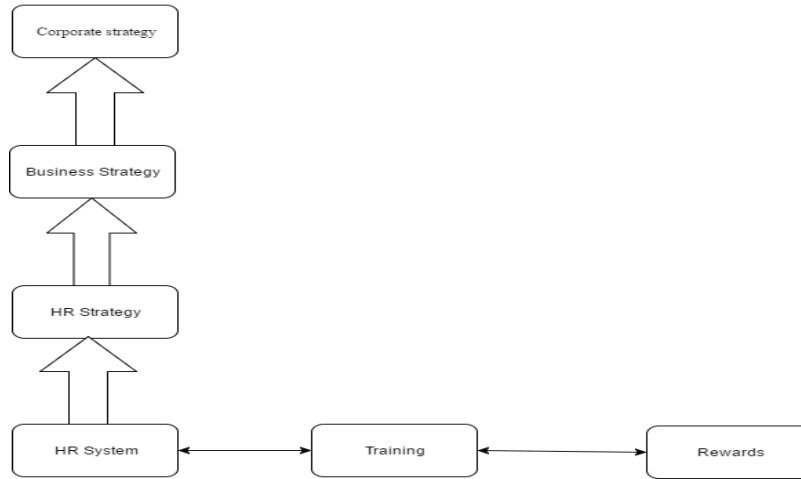 Corporate strategy
Business Strategy
HR Strategy
HR System
Training
Rewards